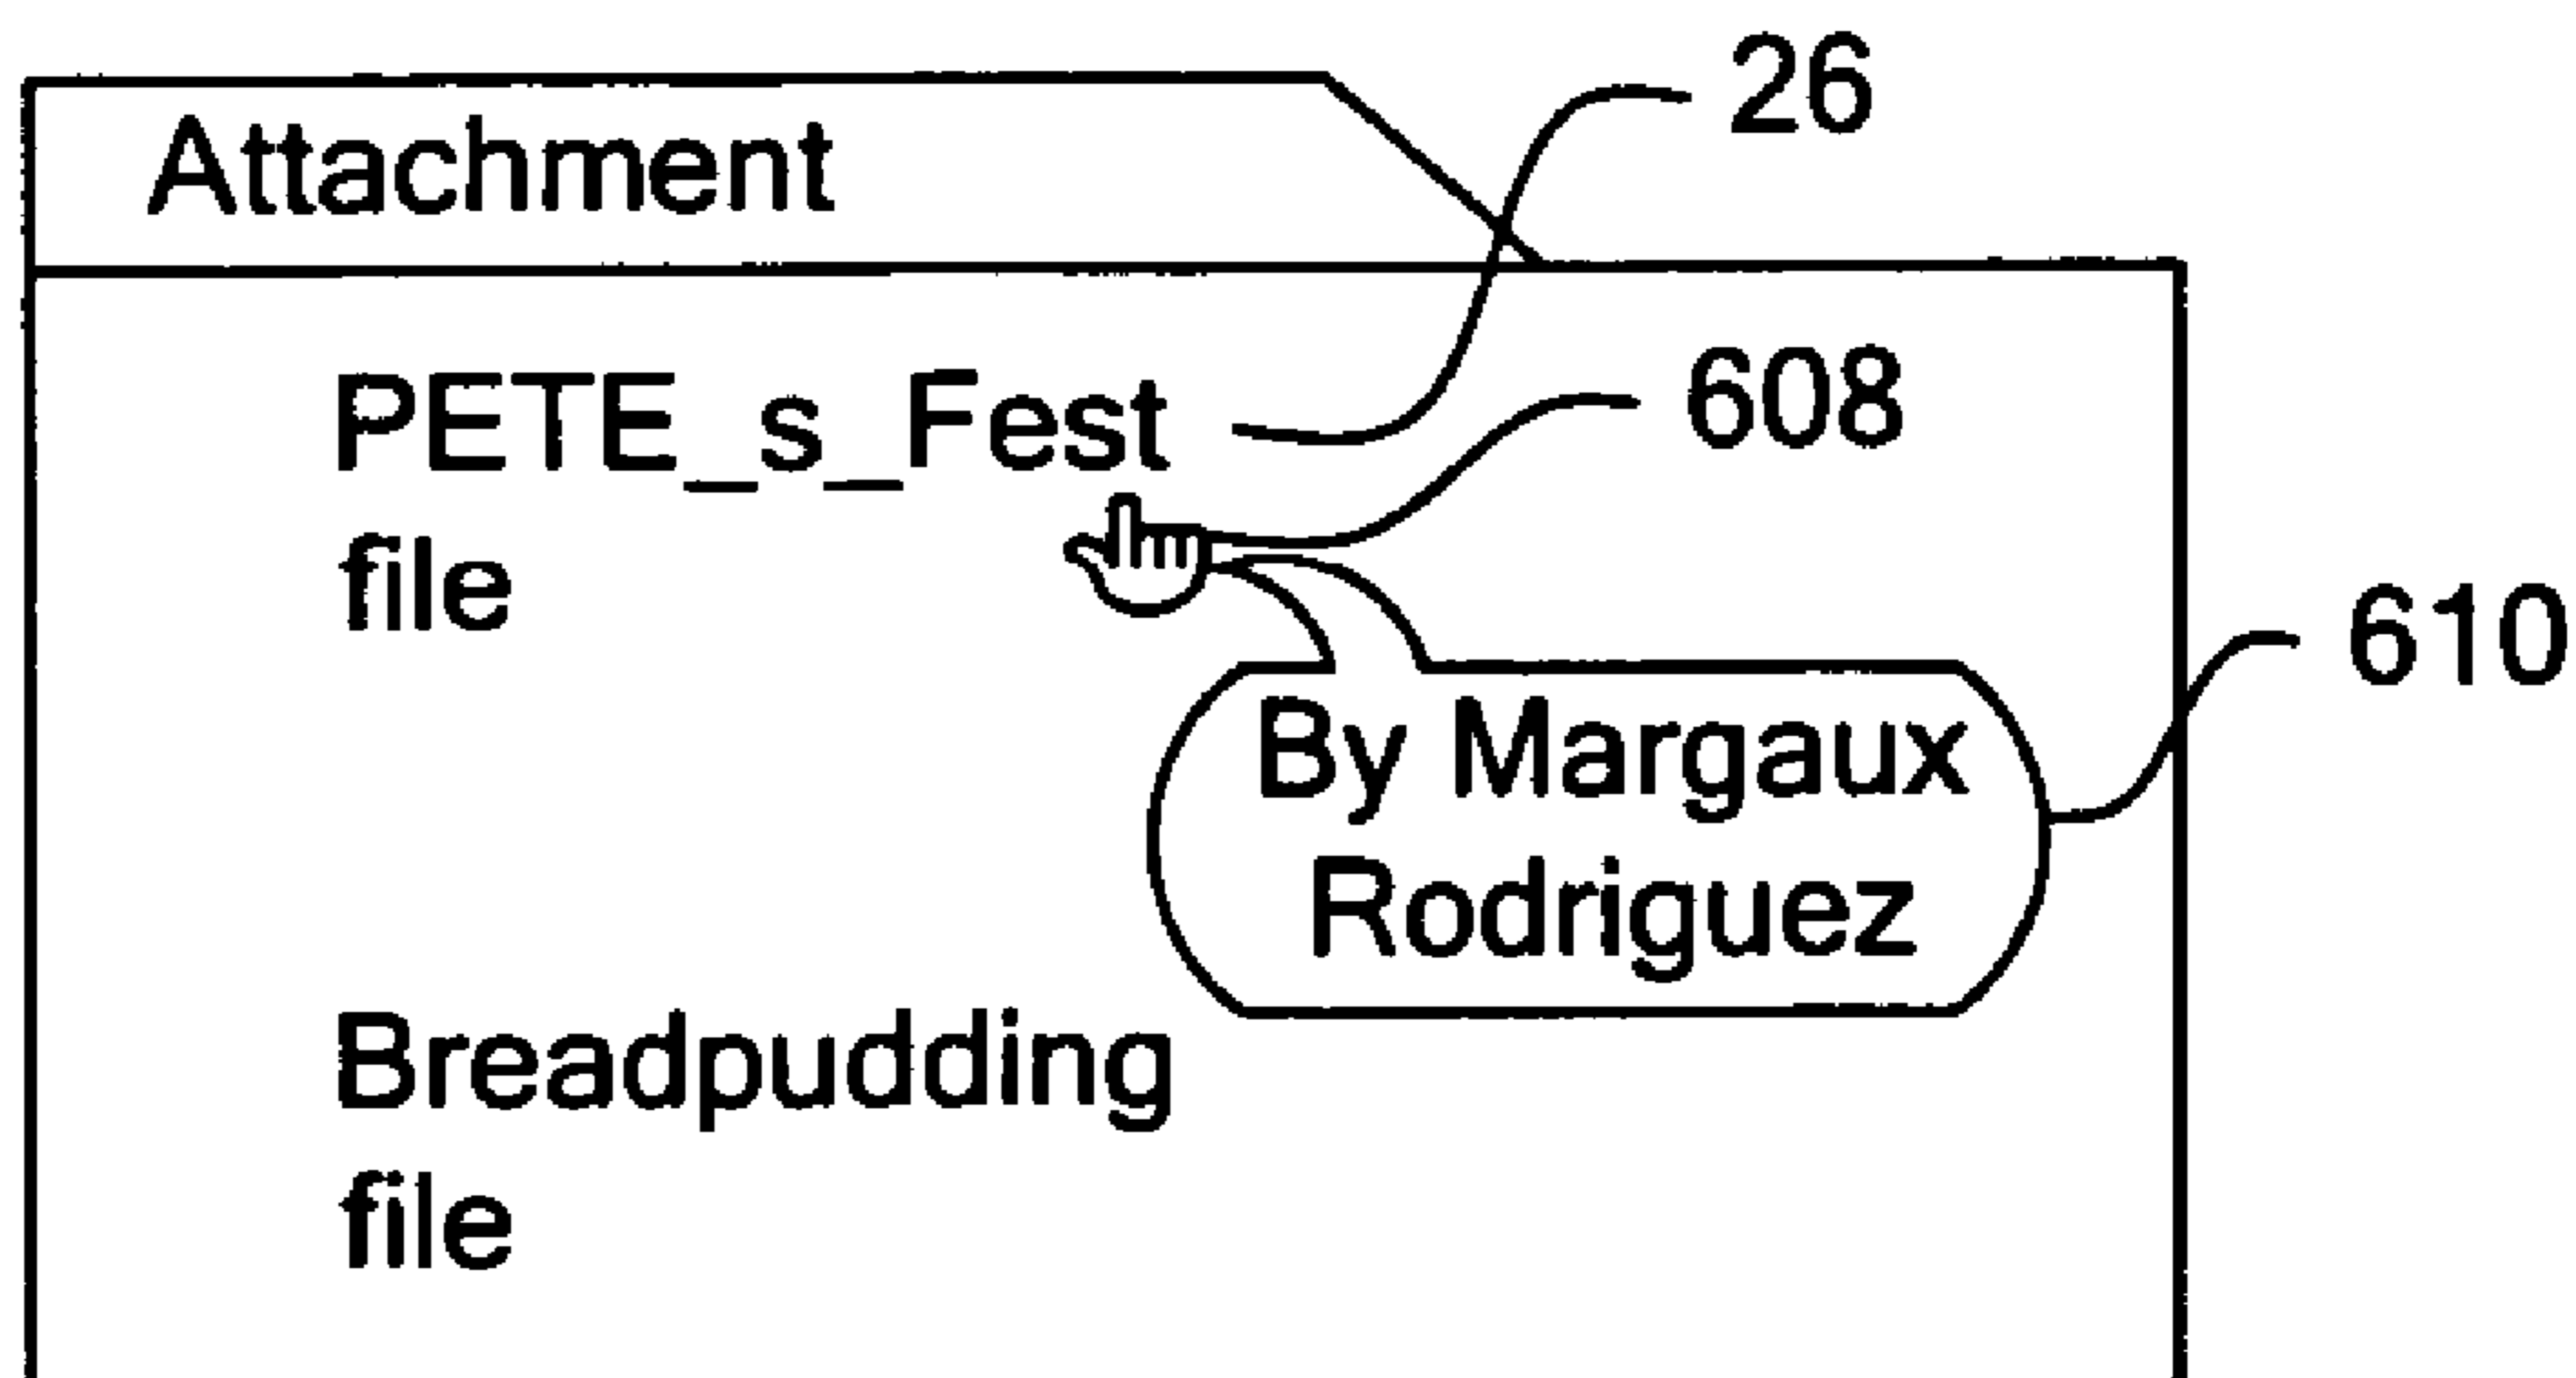 26
Attachment
PETE_s_Fest
608
file
610
By Margaux
Rodriguez
Breadpudding
file